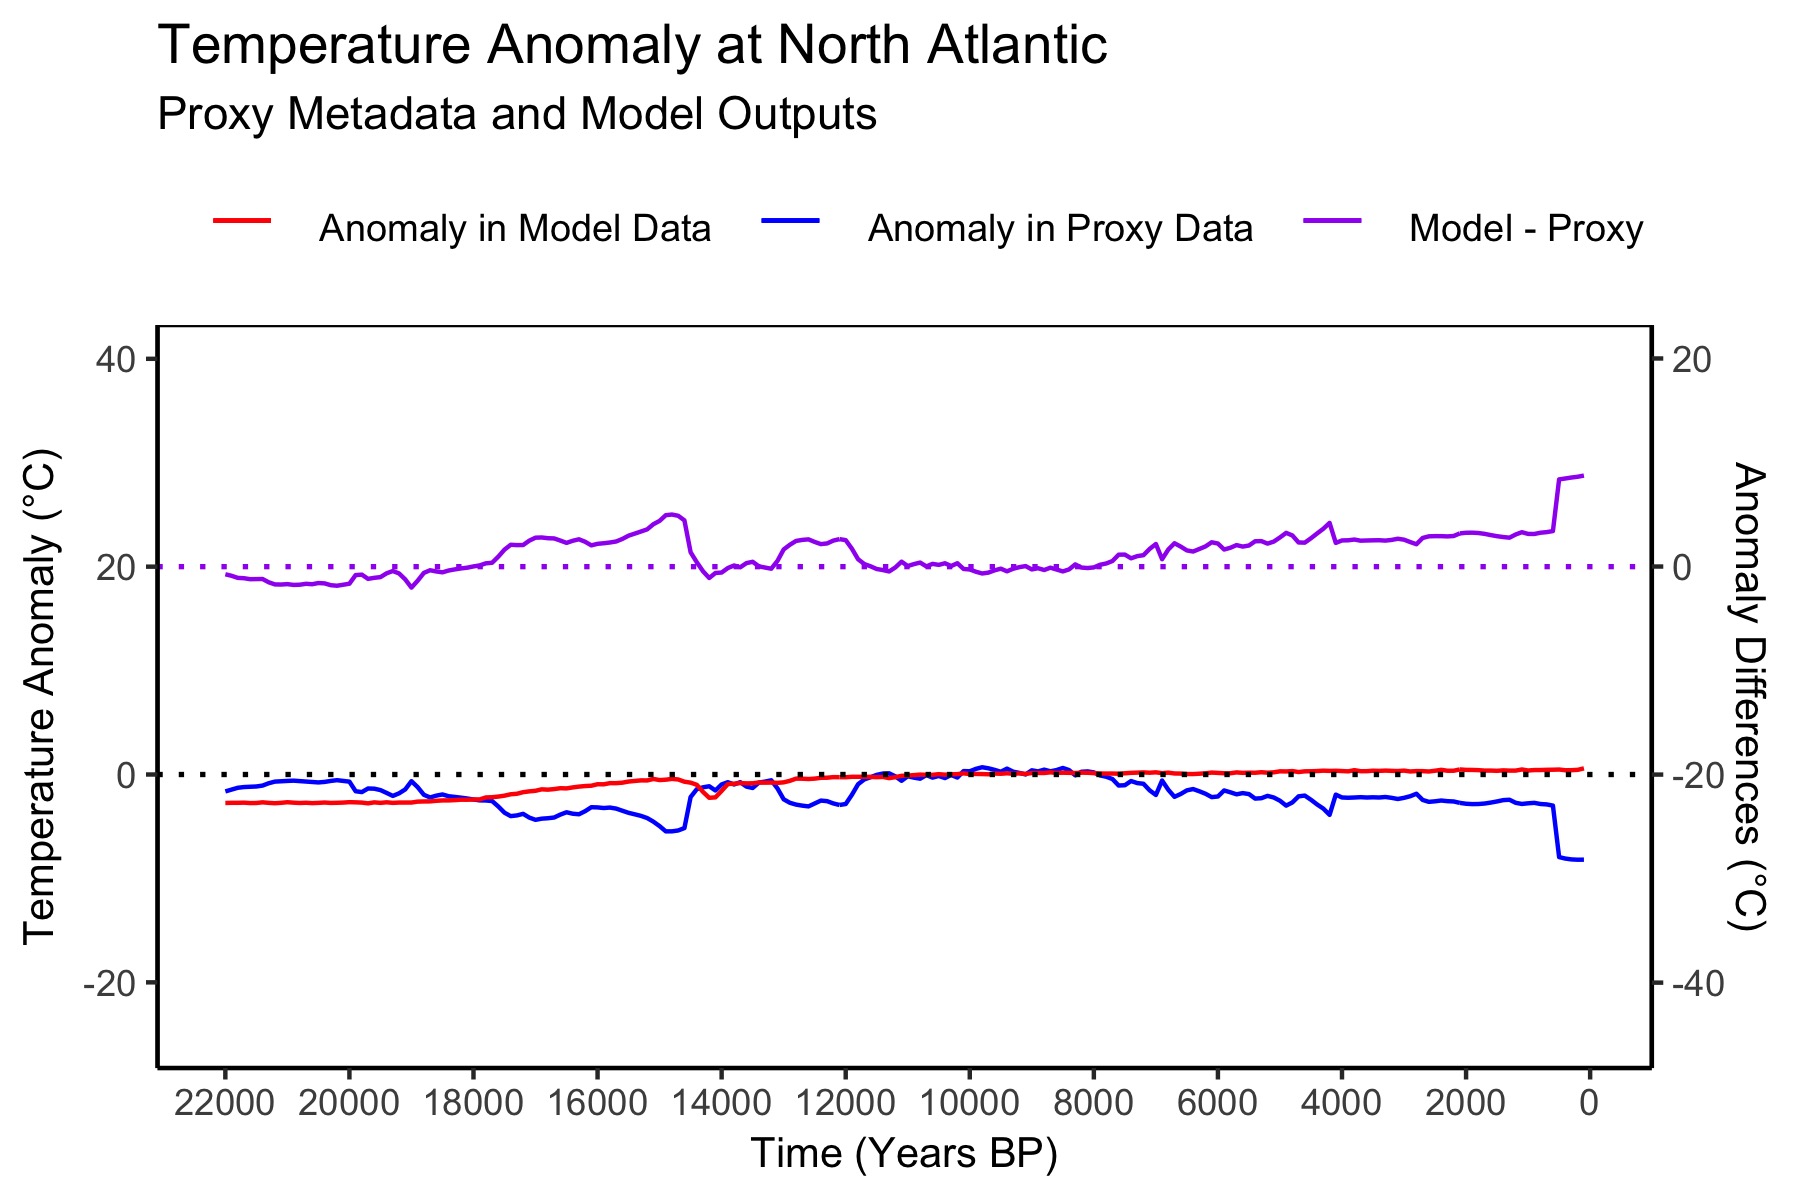 Temperature Anomaly at North Atlantic
Proxy Metadata and Model Outputs
Anomaly in Model Data Anomaly in Proxy Data Model - Proxy
Temperature Anomaly (°C)
40
20
0
-20
20
0
-20
-40
Anomaly Differences (°C)
22000 20000 18000 16000 14000 12000 10000 8000 6000 4000 2000 0
Time (Years BP)